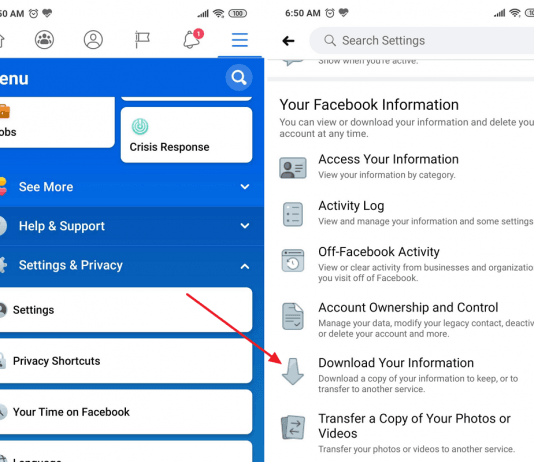 50 AM
100
enu
obs
Crisis Response
See More
Help & Support
Settings & Privacy
Settings
Privacy Shortcuts
Your Time on Facebook
Language
6:50 AM
Search Settings
Show when you're active.
Your Facebook Information
You can view or download your information and delete you
account at any time.
Access Your Information
View your information by category.
Activity Log
View and manage your information and some settings
Off-Facebook Activity
View or clear activity from businesses and organizatio
you visit off of Facebook.
Account Ownership and Control
Manage your data, modify your legacy contact, deactiv
or delete your account and more.
Download Your Information
Download a copy of your information to keep, or to
transfer to another service.
Transfer a Copy of Your Photos or
Videos
Transfer your photos or videos to another service.